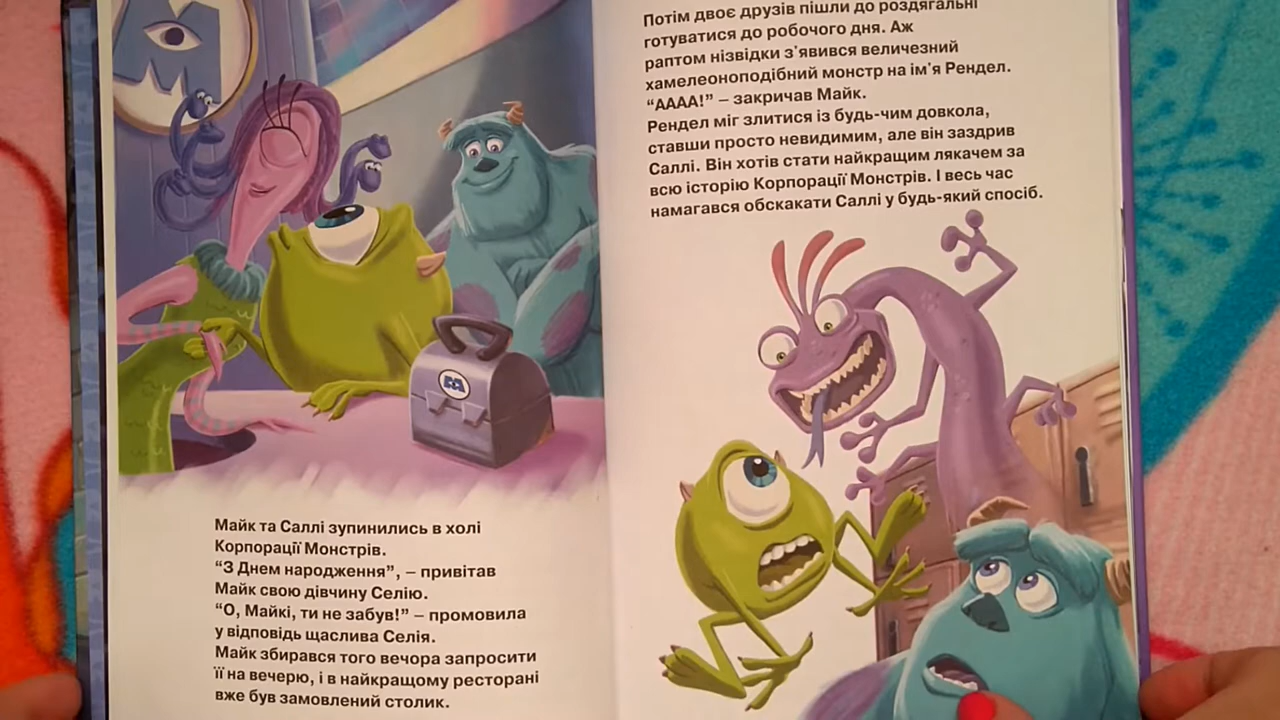 Майк та Саллі зупинились в холі
Корпорації Монстрів.
“З Днем народження”, – привітав
Майк свою дівчину Селію.
“О, Майкі, ти не забув!” – промовила
у відповідь щаслива Селія.
Майк збирався того вечора запросити
її на вечерю, і в найкращому ресторані
вже був замовлений столик.
Потім двоє друзів пішли до роздягальні
готуватися до робочого дня. Аж
раптом нізвідки з’явився величезний
хамелеоноподібний монстр на ім’я Рендел.
“АААА!” – закричав Майк.
Рендел міг злитися із будь-чим довкола,
ставши просто невидимим, але він заздрив
Саллі. Він хотів стати найкращим лякачем за
всю історію Корпорації Монстрів. І весь час
намагався обскакати Саллі у будь-який спосіб.